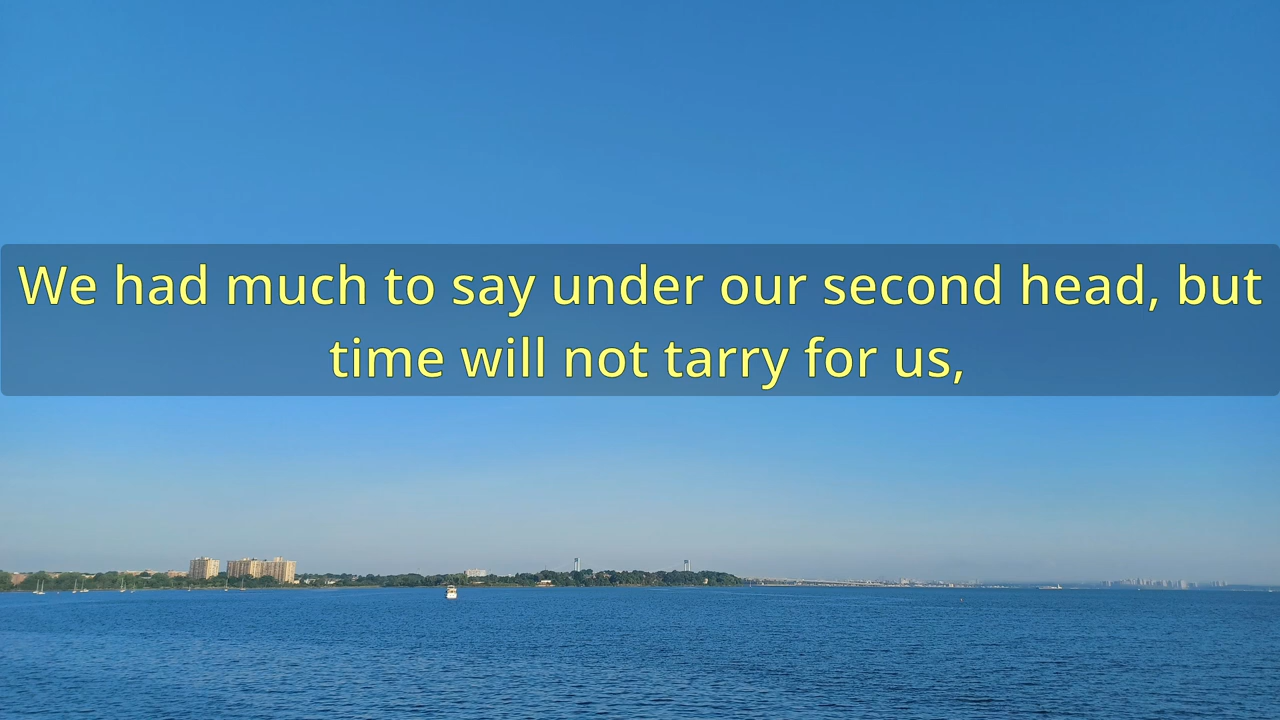 We had much to say under our second head, but
time will not tarry for us,